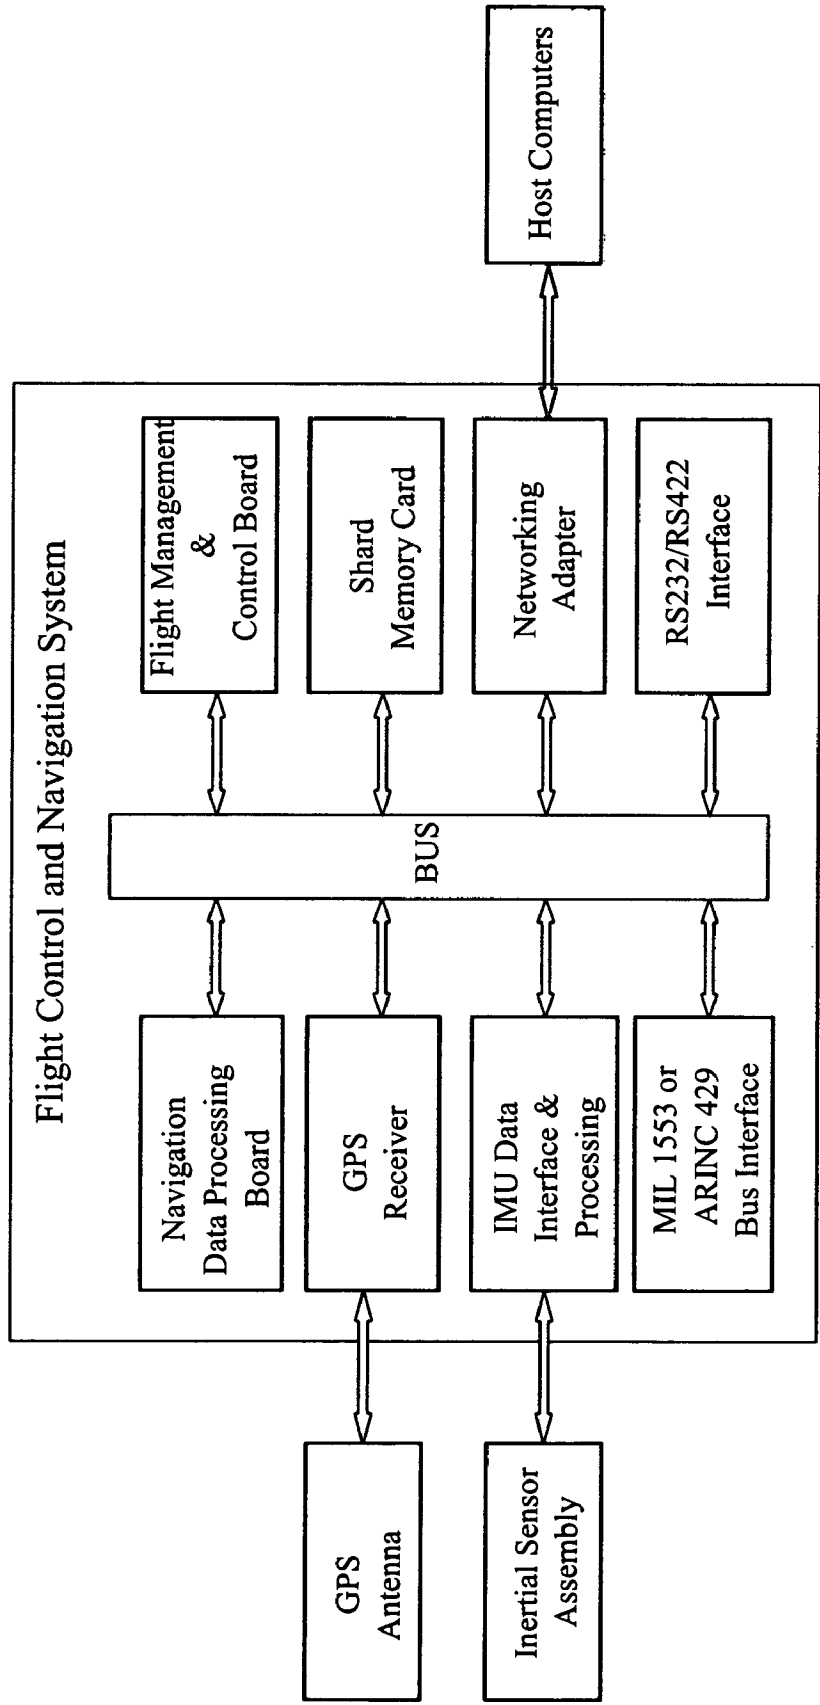 Flight Control and Navigation System
Navigation
Data Processing
Board
Flight Management
&
Control Board
GPS
Antenna
GPS
Receiver
Shard
Memory Card
BUS
Inertial Sensor
Assembly
IMU Data
Interface &
Processing
Networking
Adapter
Host Computers
MIL 1553 or
ARINC 429
Bus Interface
RS232/RS422
Interface